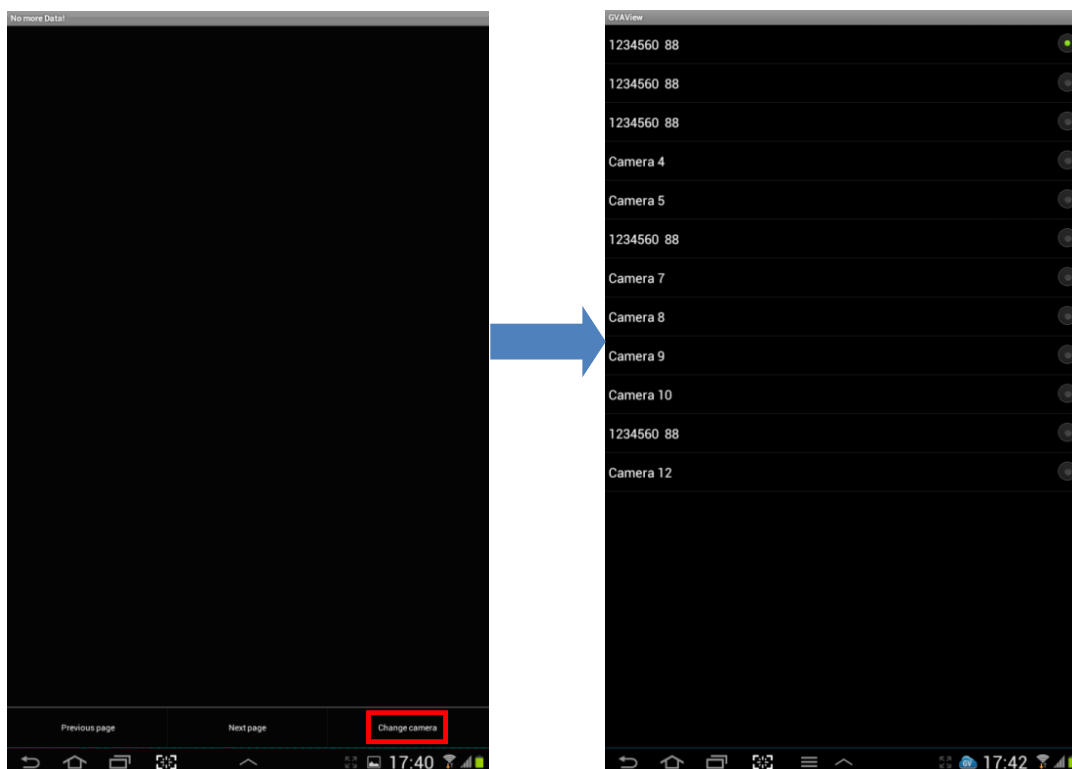 No more Data!
Previous page
Next page
Change camera
17:40
GVAView
1234560 88
1234560 88
1234560 88
Camera 4
Camera 5
1234560 88
Camera 7
Camera 8
Camera 9
Camera 10
1234560 88
Camera 12
GV
17:42